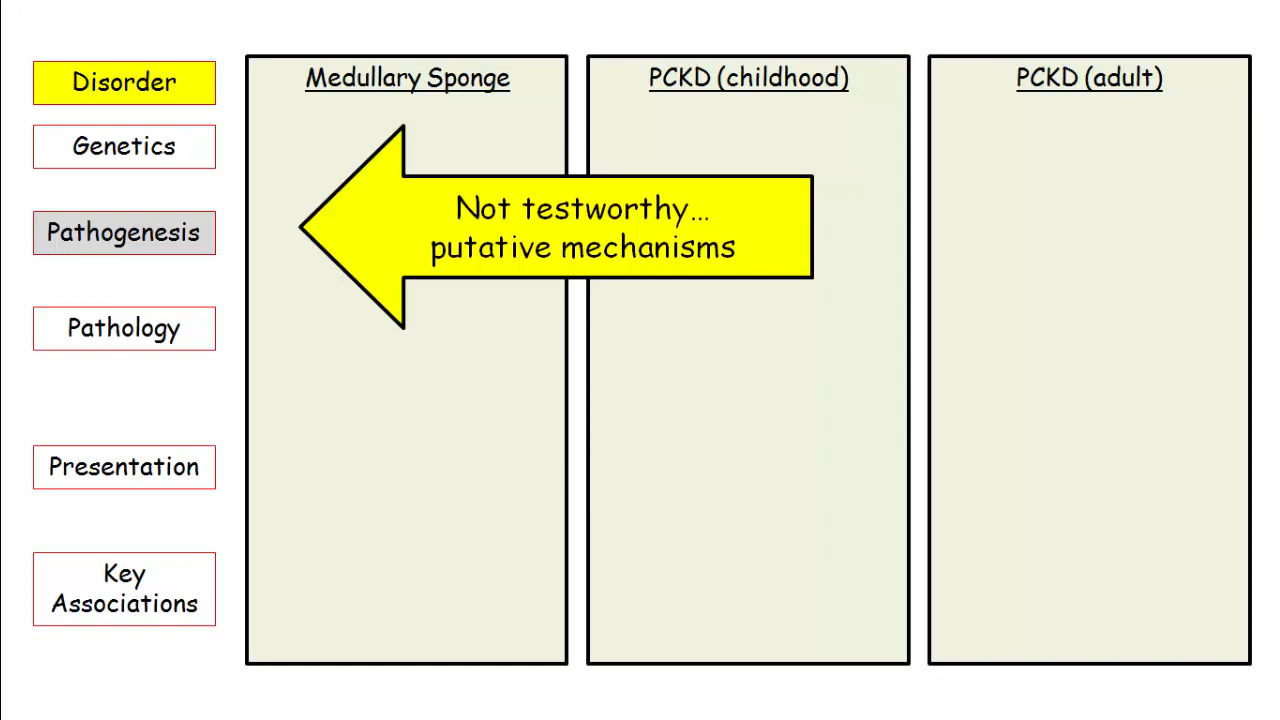 Disorder
Medullary Sponge
PCKD (childhood)
PCKD (adult)
Genetics
Pathogenesis
Not testworthy...
putative mechanisms
Pathology
Presentation
Key
Associations